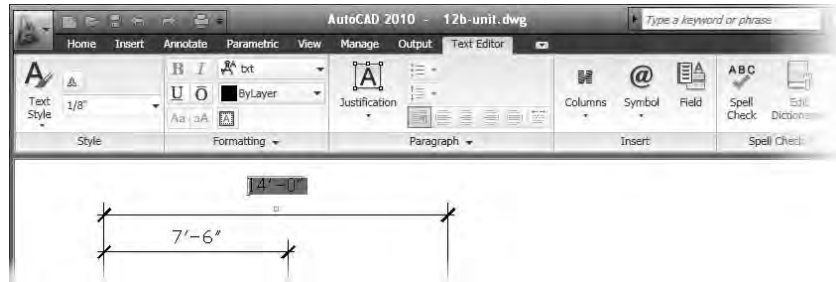 AutoCAD 2010 - 12b-unit.dwg
Type a keyword or phrase
Home Insert Annotate Parametric View Manage Output Text Editor
A
Text Style
A
1/8"
B I txt
U O ByLayer
Aa aA A
A
Justification
Columns
@
Symbol
Field
ABC
Spell Check
Edit
Style Formatting Paragraph Insert Spell Check
14'-0"
7'-6"